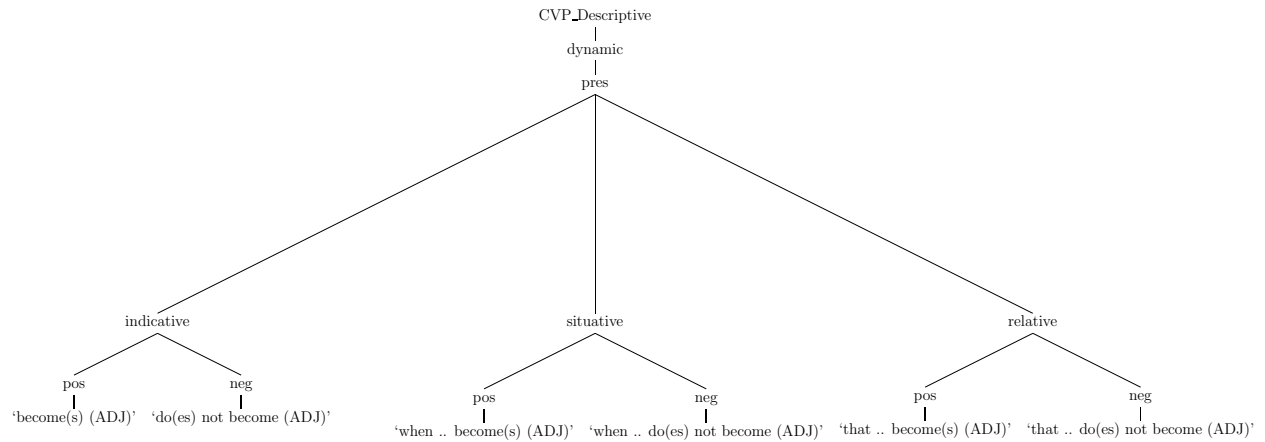 CVP_Descriptive
dynamic
pres
indicative situative relative
pos neg pos neg pos neg
‘become(s) (ADJ)’ ‘do(es) not become (ADJ)’ ‘when .. become(s) (ADJ)’ ‘when .. do(es) not become (ADJ)’ ‘that .. become(s) (ADJ)’ ‘that .. do(es) not become (ADJ)’